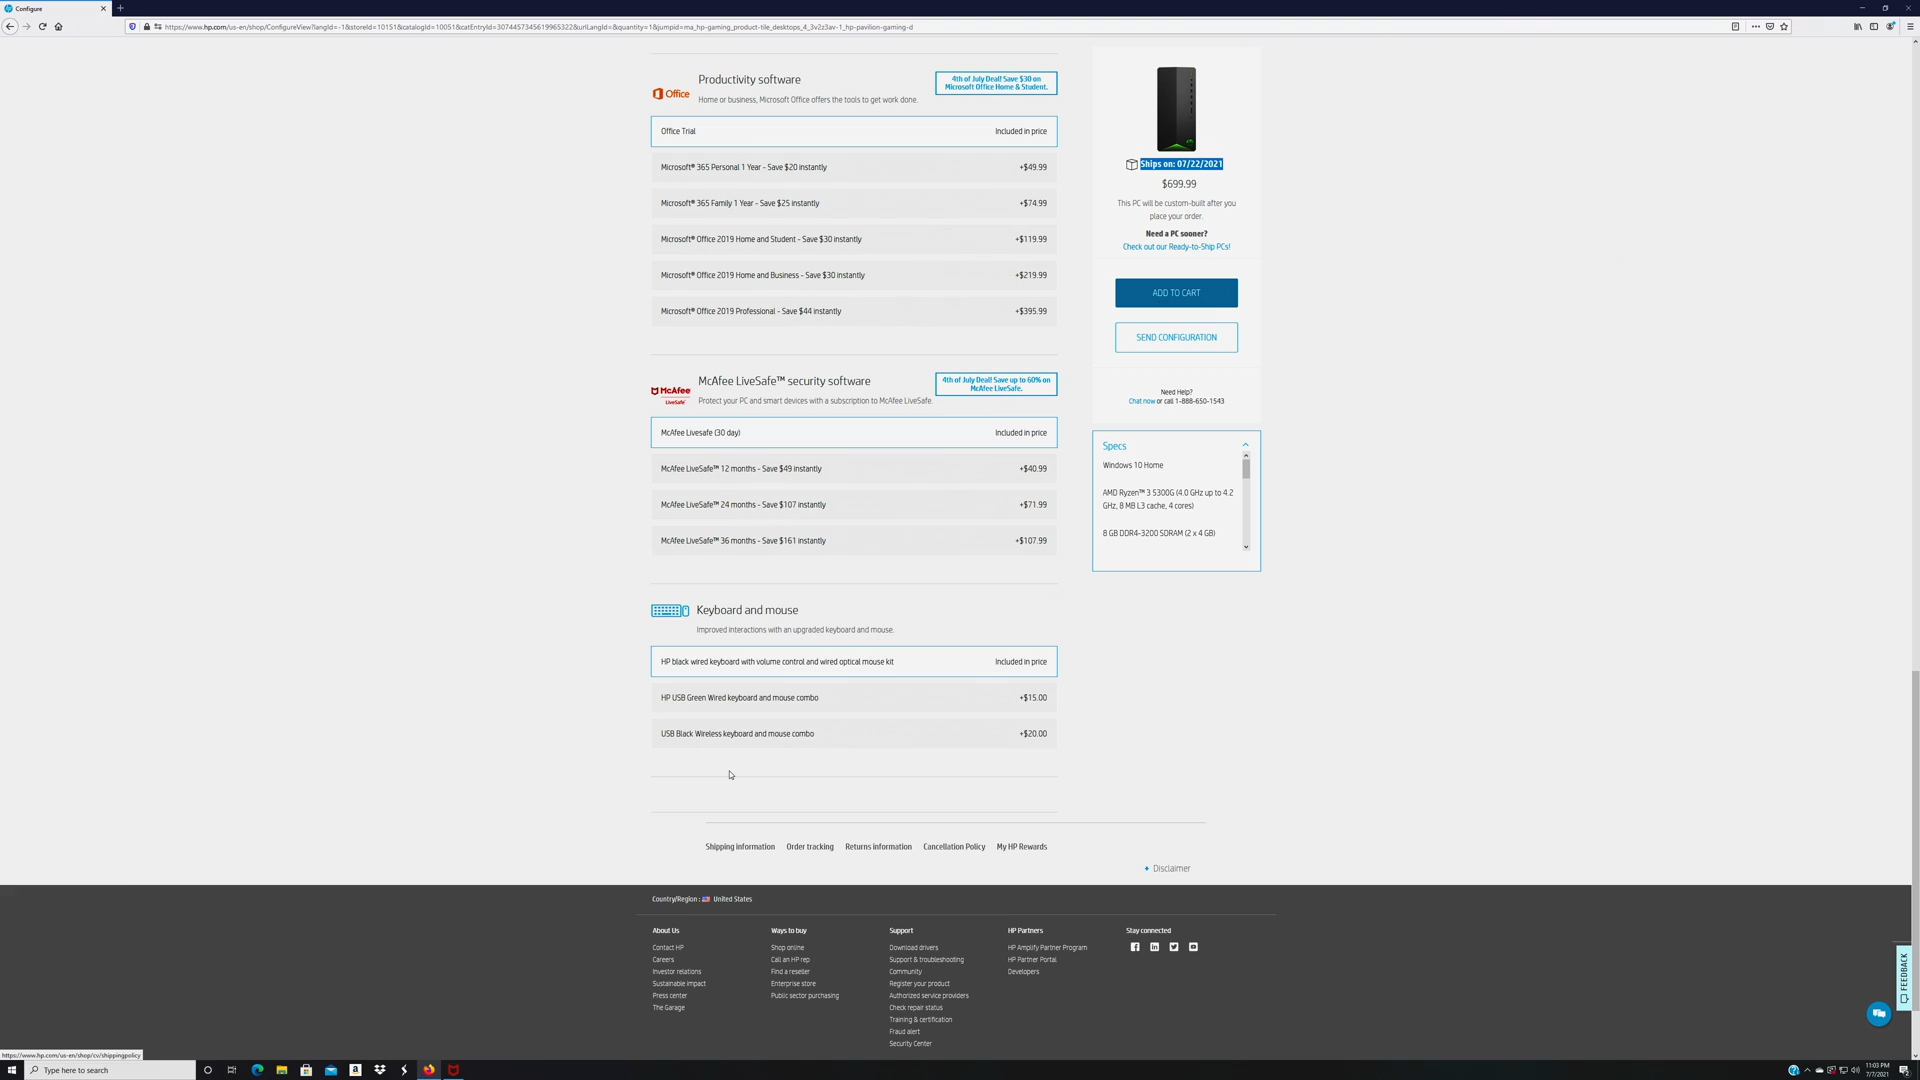 Configure
https://www.hp.com/us-en/shop/ConfigureView?langId=-1&storeId=10151&catalogId=10051&catEntryId=3074457345619965322&urlLangId=&quantity=1&jumpid=ma_hp-gaming_product-tile_desktops_4_3v2z3av-1_hp-pavilion-gaming-d
Office
Productivity software
Home or business, Microsoft Office offers the tools to get work done.
4th of July Deal! Save $30 on
Microsoft Office Home & Student.
Office Trial Included in price
Microsoft® 365 Personal 1 Year - Save $20 instantly +$49.99
Microsoft® 365 Family 1 Year - Save $25 instantly +$74.99
Microsoft® Office 2019 Home and Student - Save $30 instantly +$119.99
Microsoft® Office 2019 Home and Business - Save $30 instantly +$219.99
Microsoft® Office 2019 Professional - Save $44 instantly +$395.99
McAfee
LiveSafe
McAfee LiveSafe™ security software
Protect your PC and smart devices with a subscription to McAfee LiveSafe.
4th of July Deal! Save up to 60% on
McAfee LiveSafe.
McAfee Livesafe (30 day) Included in price
McAfee LiveSafe™ 12 months - Save $49 instantly +$40.99
McAfee LiveSafe™ 24 months - Save $107 instantly +$71.99
McAfee LiveSafe™ 36 months - Save $161 instantly +$107.99
Keyboard and mouse
Improved interactions with an upgraded keyboard and mouse.
HP black wired keyboard with volume control and wired optical mouse kit Included in price
HP USB Green Wired keyboard and mouse combo +$15.00
USB Black Wireless keyboard and mouse combo +$20.00
Ships on: 07/22/2021
$699.99
This PC will be custom-built after you
place your order.
Need a PC sooner?
Check out our Ready-to-Ship PCs!
ADD TO CART
SEND CONFIGURATION
Need Help?
Chat now or call 1-888-650-1543
Specs
Windows 10 Home
AMD Ryzen™ 3 5300G (4.0 GHz up to 4.2
GHz, 8 MB L3 cache, 4 cores)
8 GB DDR4-3200 SDRAM (2 x 4 GB)
Shipping information Order tracking Returns information Cancellation Policy My HP Rewards
+ Disclaimer
Country/Region : United States
About Us
Contact HP
Careers
Investor relations
Sustainable impact
Press center
The Garage
Ways to buy
Shop online
Call an HP rep
Find a reseller
Enterprise store
Public sector purchasing
Support
Download drivers
Support & troubleshooting
Community
Register your product
Authorized service providers
Check repair status
Training & certification
Fraud alert
Security Center
HP Partners
HP Amplify Partner Program
HP Partner Portal
Developers
Stay connected
FEEDBACK
https://www.hp.com/us-en/shop/cv/shippingpolicy
Type here to search
11:03 PM
7/7/2021